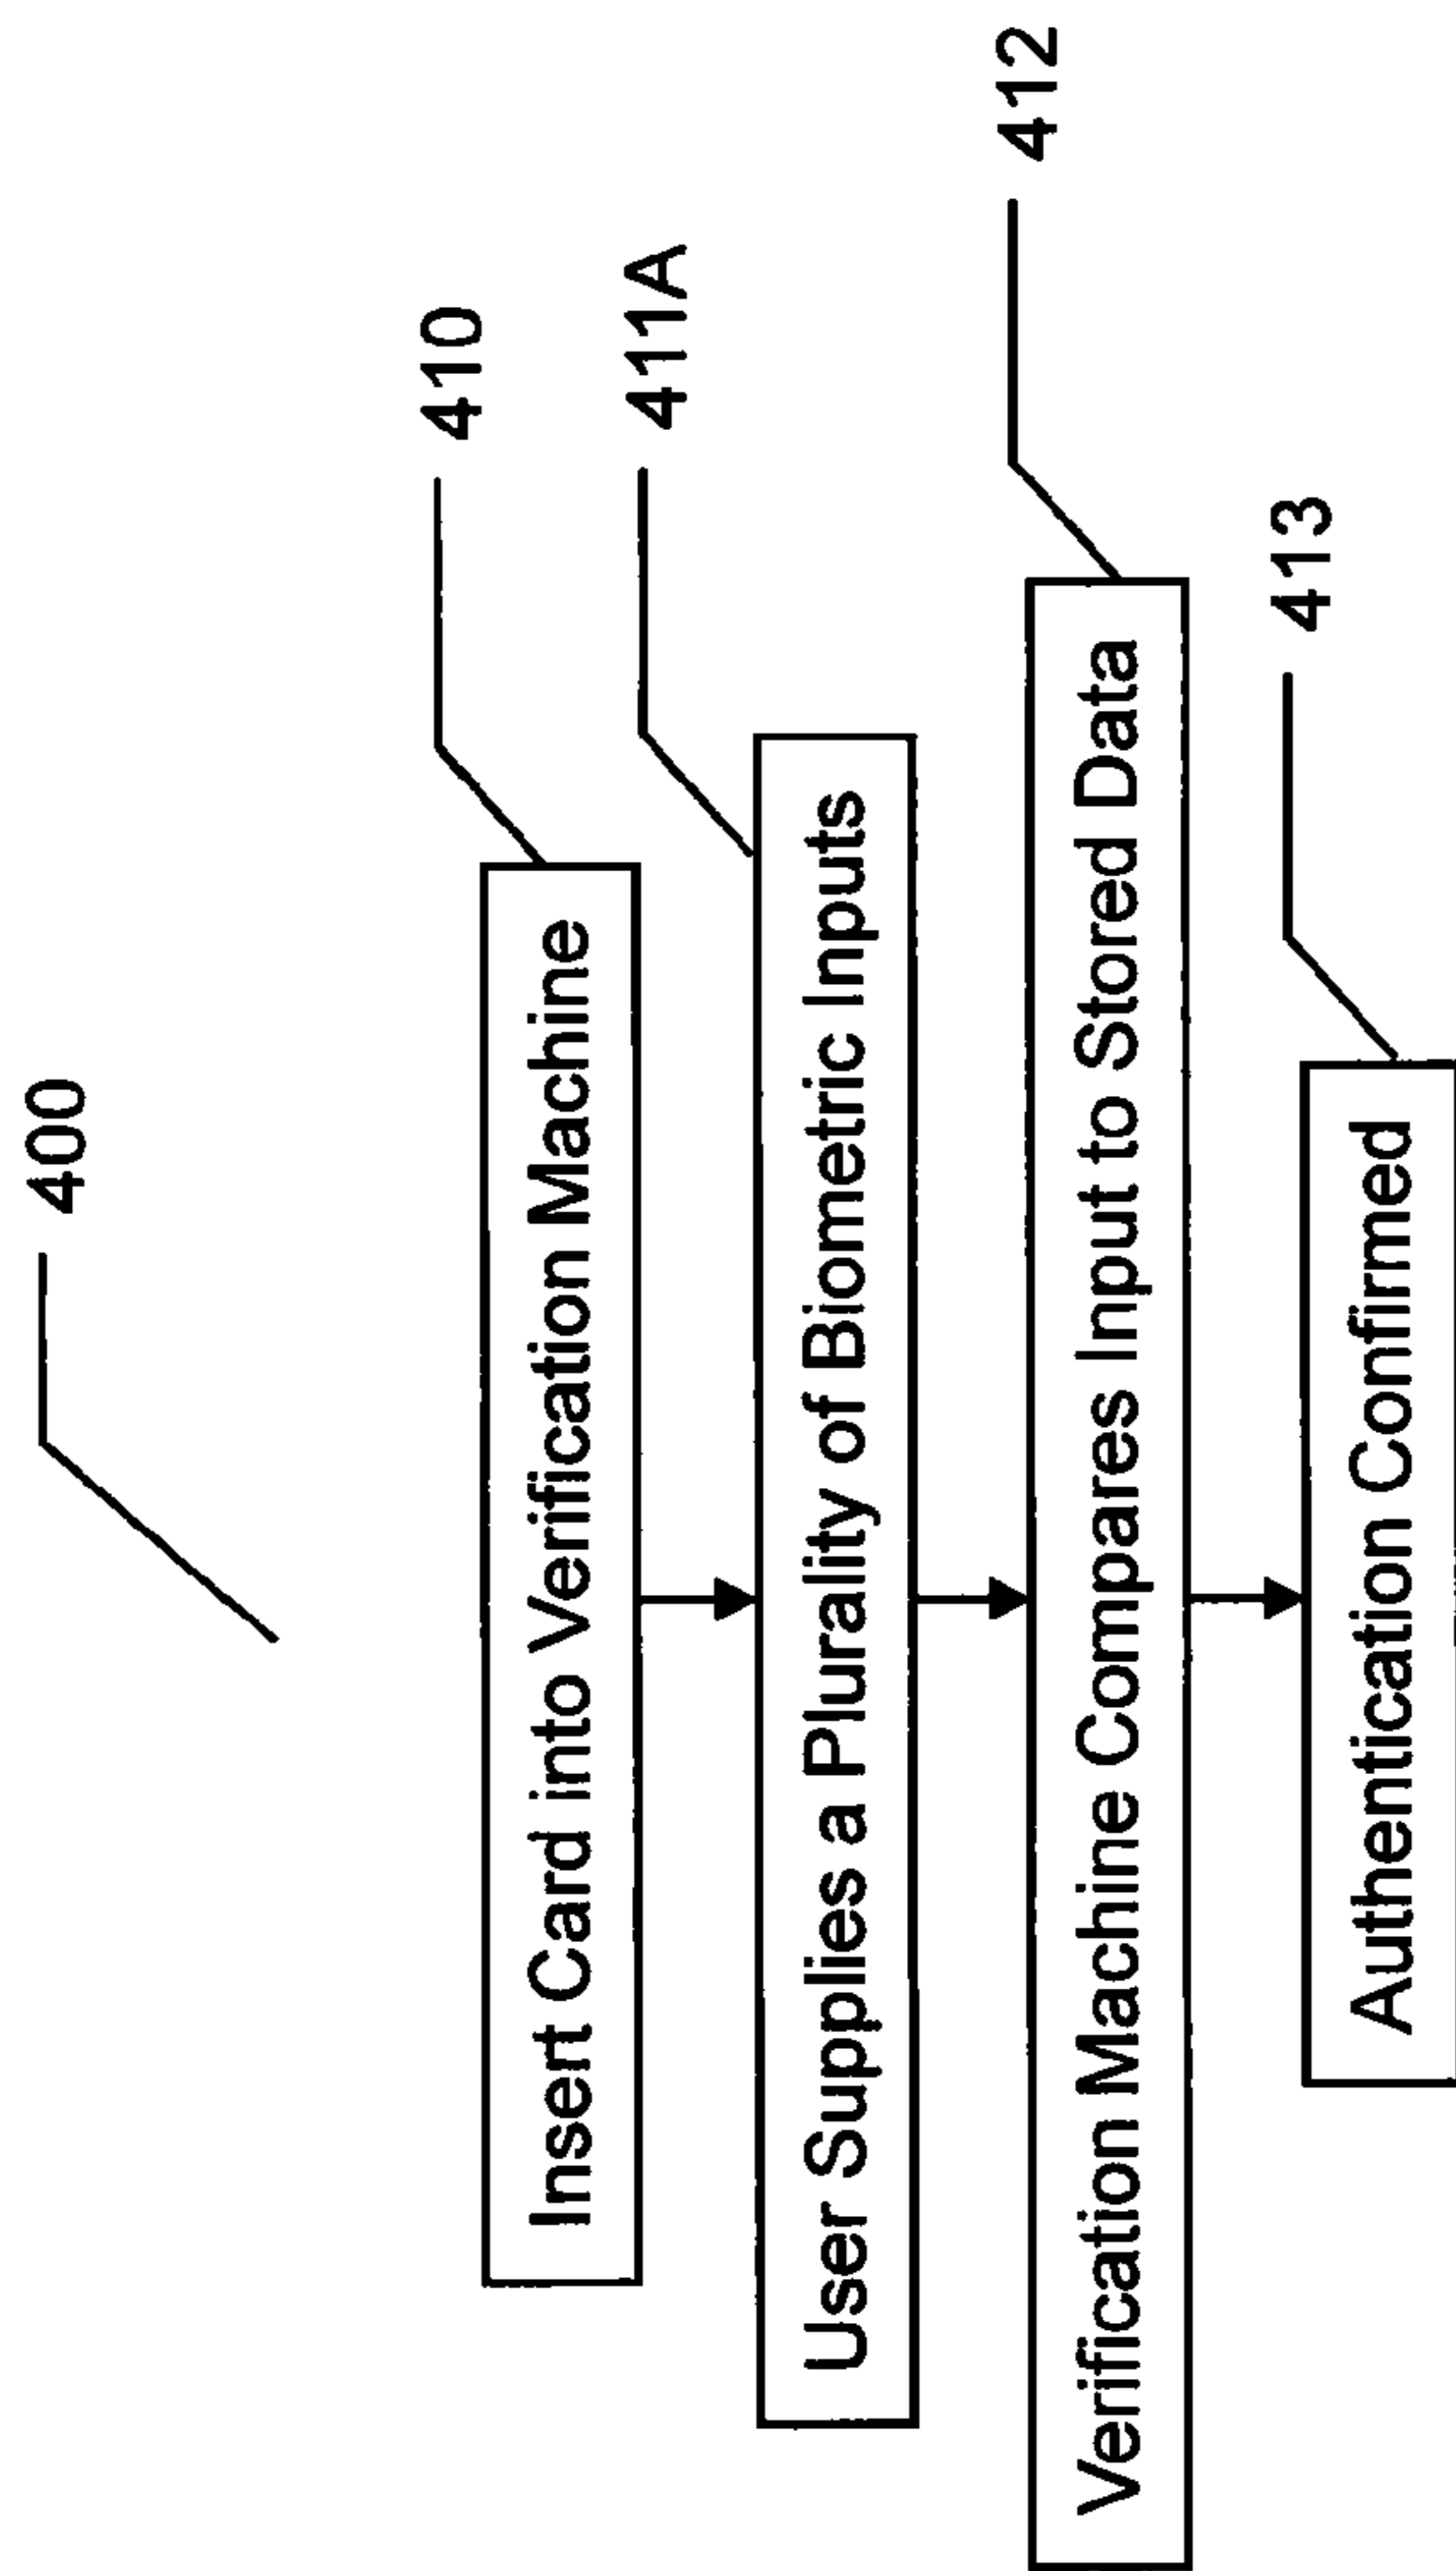 400
410
Insert Card into Verification Machine
411A
User Supplies a Plurality of Biometric Inputs
412
Verification Machine Compares Input to Stored Data
413
Authentication Confirmed